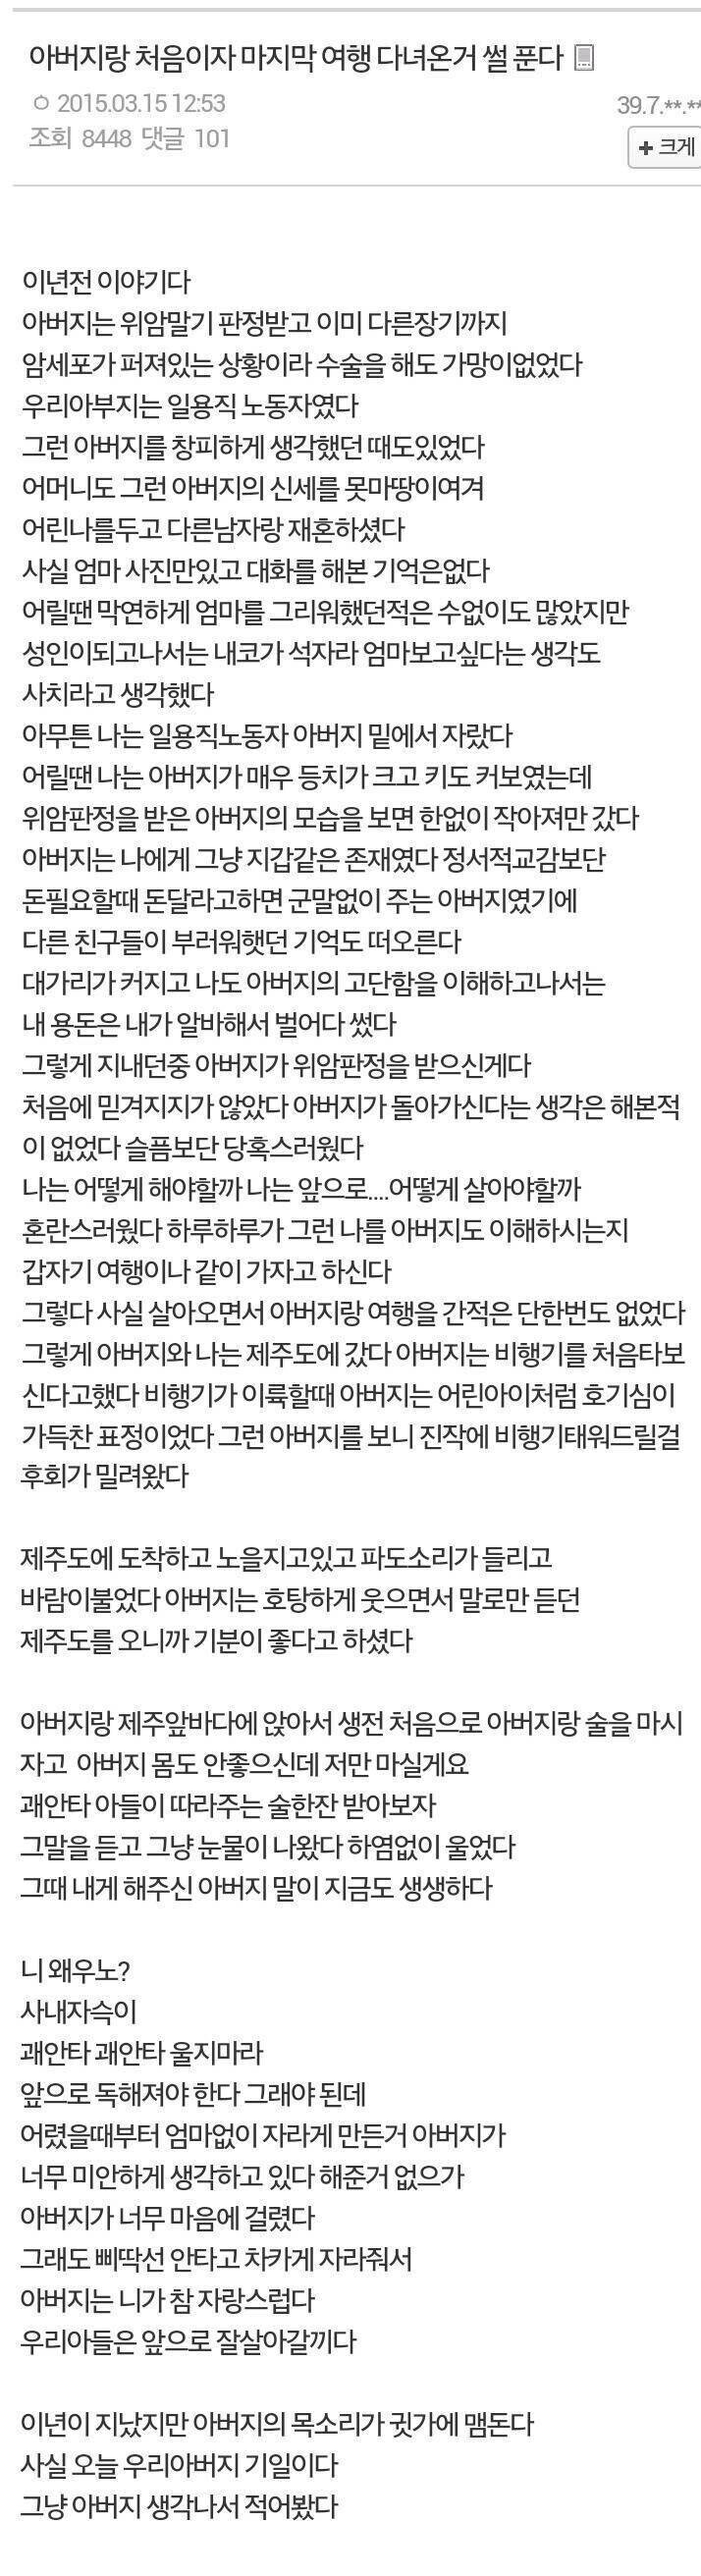 아버지랑 처음이자 마지막 여행 다녀온거 썰 푼다
ㅇ 2015.03.15 12:53
39.7.**.**
조회 8448 댓글 101
+ 크게
이년전 이야기다
아버지는 위암말기 판정받고 이미 다른장기까지
암세포가 퍼져있는 상황이라 수술을 해도 가망이없었다
우리아부지는 일용직 노동자였다
그런 아버지를 창피하게 생각했던 때도있었다
어머니도 그런 아버지의 신세를 못마땅이여겨
어린나를두고 다른남자랑 재혼하셨다
사실 엄마 사진만있고 대화를 해본 기억은없다
어릴땐 막연하게 엄마를 그리워했던적은 수없이도 많았지만
성인이되고나서는 내코가 석자라 엄마보고싶다는 생각도
사치라고 생각했다
아무튼 나는 일용직노동자 아버지 밑에서 자랐다
어릴땐 나는 아버지가 매우 등치가 크고 키도 커보였는데
위암판정을 받은 아버지의 모습을 보면 한없이 작아져만 갔다
아버지는 나에게 그냥 지갑같은 존재였다 정서적교감보단
돈필요할때 돈달라고하면 군말없이 주는 아버지였기에
다른 친구들이 부러워햇던 기억도 떠오른다
대가리가 커지고 나도 아버지의 고단함을 이해하고나서는
내 용돈은 내가 알바해서 벌어다 썼다
그렇게 지내던중 아버지가 위암판정을 받으신게다
처음에 믿겨지지가 않았다 아버지가 돌아가신다는 생각은 해본적
이 없었다 슬픔보단 당혹스러웠다
나는 어떻게 해야할까 나는 앞으로....어떻게 살아야할까
혼란스러웠다 하루하루가 그런 나를 아버지도 이해하시는지
갑자기 여행이나 같이 가자고 하신다
그렇다 사실 살아오면서 아버지랑 여행을 간적은 단한번도 없었다
그렇게 아버지와 나는 제주도에 갔다 아버지는 비행기를 처음타보
신다고했다 비행기가 이륙할때 아버지는 어린아이처럼 호기심이
가득찬 표정이었다 그런 아버지를 보니 진작에 비행기태워드릴걸
후회가 밀려왔다
제주도에 도착하고 노을지고있고 파도소리가 들리고
바람이불었다 아버지는 호탕하게 웃으면서 말로만 듣던
제주도를 오니까 기분이 좋다고 하셨다
아버지랑 제주앞바다에 앉아서 생전 처음으로 아버지랑 술을 마시
자고 아버지 몸도 안좋으신데 저만 마실게요
괘안타 아들이 따라주는 술한잔 받아보자
그말을 듣고 그냥 눈물이 나왔다 하염없이 울었다
그때 내게 해주신 아버지 말이 지금도 생생하다
니 왜우노?
사내자슥이
괘안타 괘안타 울지마라
앞으로 독해져야 한다 그래야 된데
어렸을때부터 엄마없이 자라게 만든거 아버지가
너무 미안하게 생각하고 있다 해준거 없으가
아버지가 너무 마음에 걸렸다
그래도 삐딱선 안타고 차카게 자라줘서
아버지는 니가 참 자랑스럽다
우리아들은 앞으로 잘살아갈끼다
이년이 지났지만 아버지의 목소리가 귓가에 맴돈다
사실 오늘 우리아버지 기일이다
그냥 아버지 생각나서 적어봤다